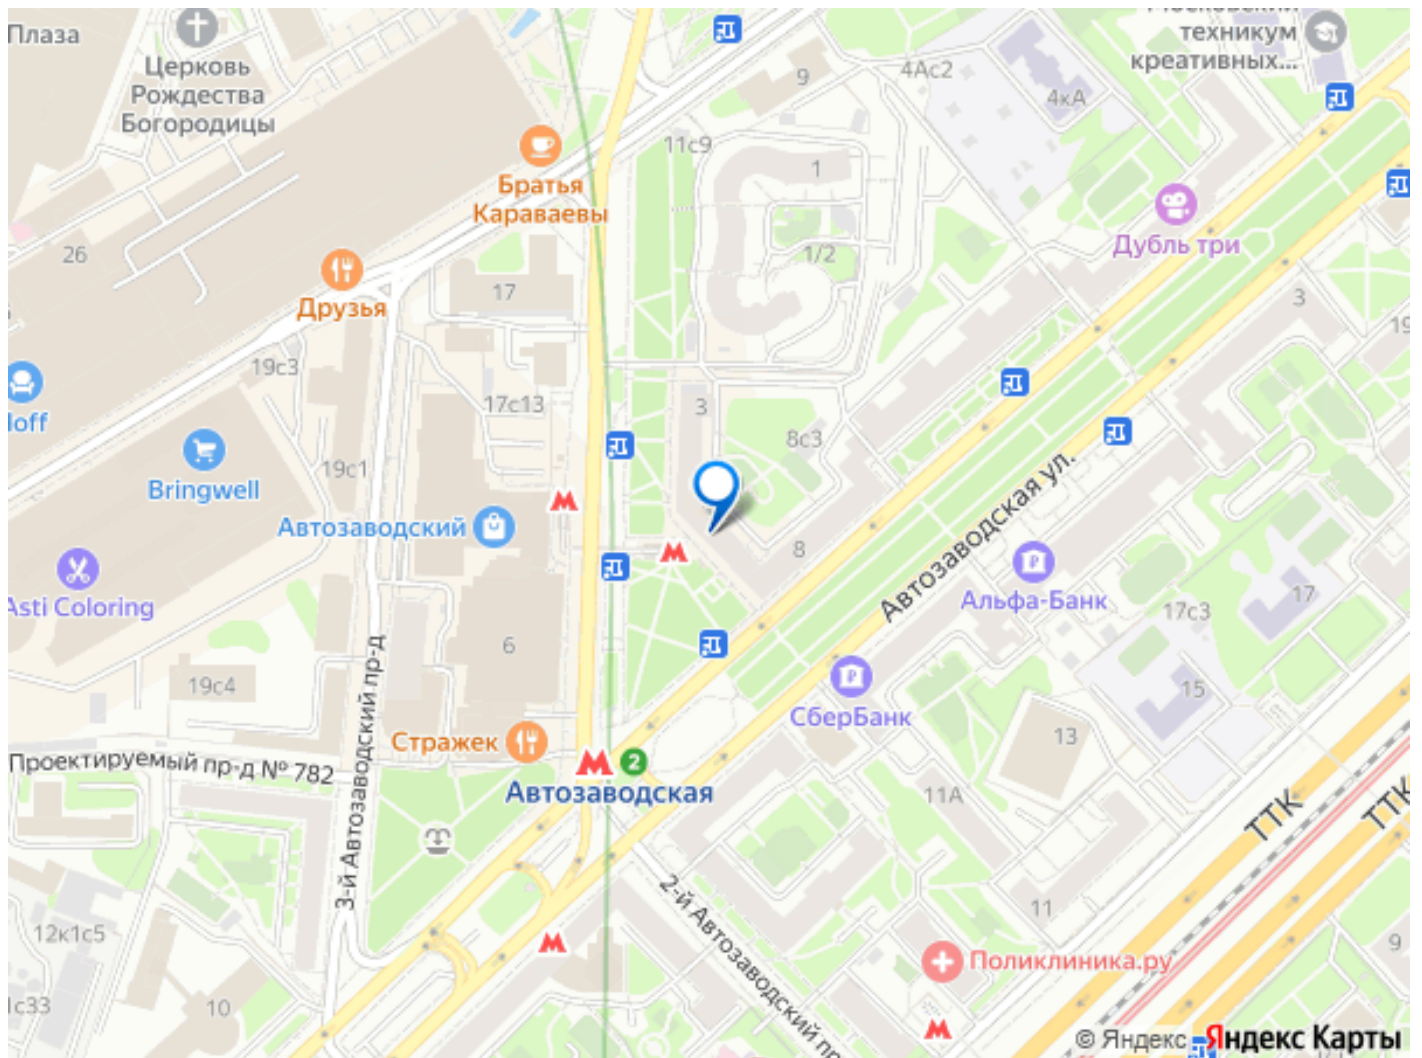 Плаза
Церковь
Рождества
Богородицы
Московский
техникум
креативных...
9
4Ас2
4кА
11с9
1
Братья
Караваевы
Дубль три
26
1/2
17
Друзья
3
19с3
17с13
3
8с3
19с1
Bringwell
Автозаводский
8
Автозаводская ул.
Альфа-Банк
17
17с3
Asti Coloring
6
15
19с4
СберБанк
13
Стражек
Проектируемый пр-д № 782
2
Автозаводская
11А
ТТК
ТТК
3-й Автозаводский пр-д
2-й Автозаводский пр
11
12к1с5
9
Поликлиника.ру
10
© Яндекс
Яндекс Карты